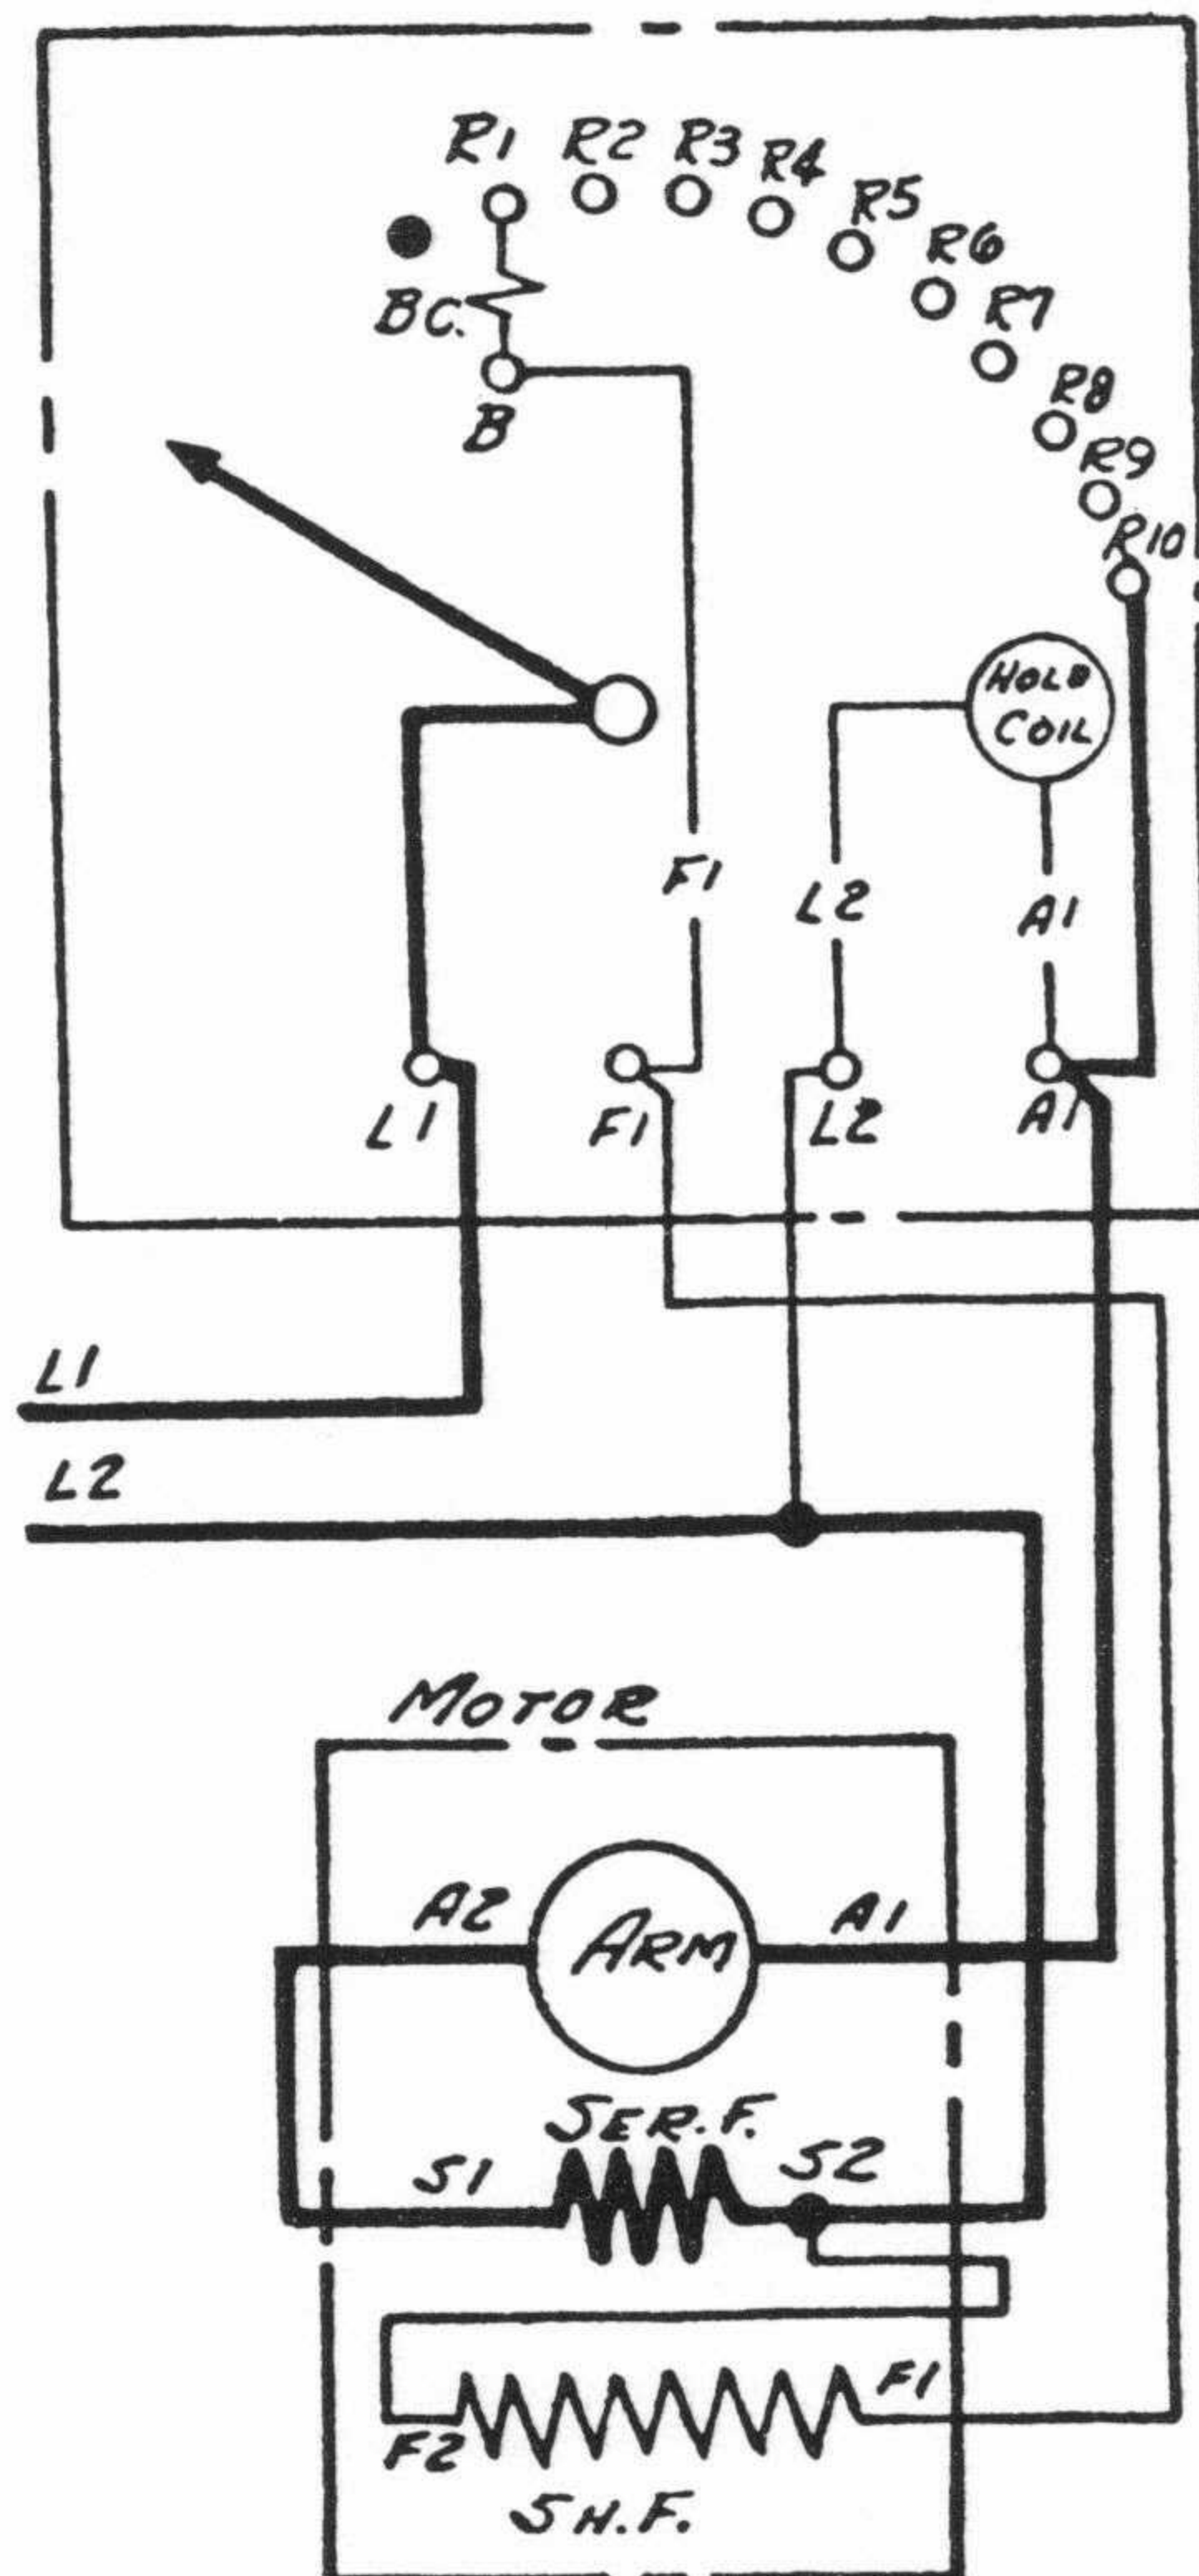 R1 R2 R3 R4 R5 R6 R7 R8 R9 R10
BC.
B
HOLD
COIL
F1 L2 A1
L1 F1 L2 A1
L1
L2
MOTOR
A2 ARM A1
SER. F.
S1 S2
F1
F2
SH. F.